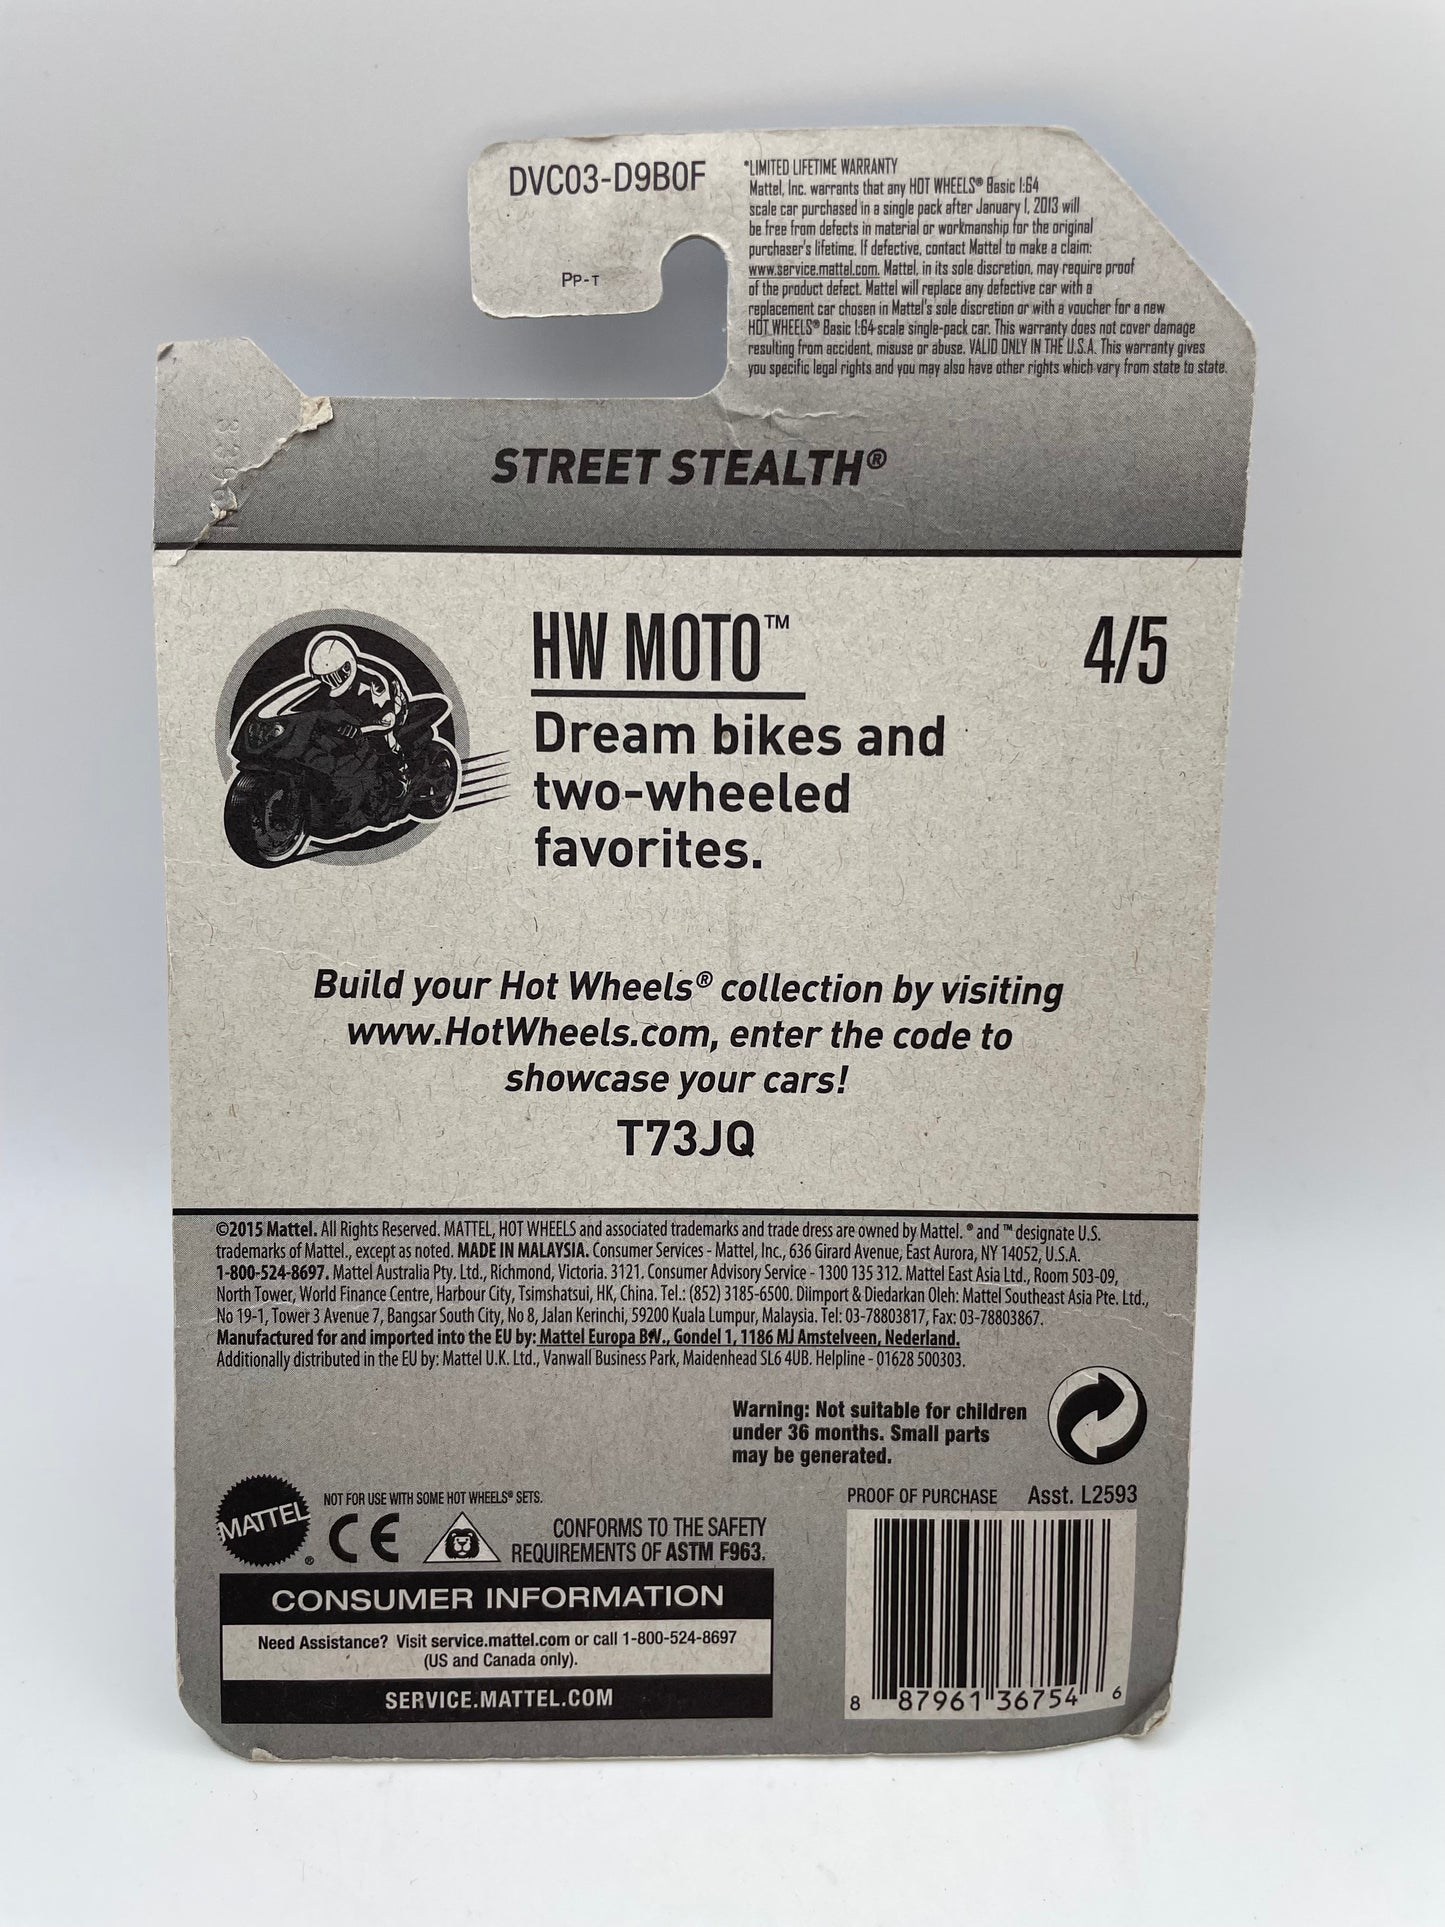 DVC03-D9B0F
PP-T
*LIMITED LIFETIME WARRANTY
Mattel, Inc. warrants that any HOT WHEELS® Basic 1:64
scale car purchased in a single pack after January 1, 2013 will
be free from defects in material or workmanship for the original
purchaser's lifetime. If defective, contact Mattel to make a claim:
www.service.mattel.com. Mattel, in its sole discretion, may require proof
of the product defect. Mattel will replace any defective car with a
replacement car chosen in Mattel's sole discretion or with a voucher for a new
HOT WHEELS® Basic 1:64 scale single-pack car. This warranty does not cover damage
resulting from accident, misuse or abuse. VALID ONLY IN THE U.S.A. This warranty gives
you specific legal rights and you may also have other rights which vary from state to state.
STREET STEALTH®
HW MOTO™
4/5
Dream bikes and
two-wheeled
favorites.
Build your Hot Wheels® collection by visiting
www.HotWheels.com, enter the code to
showcase your cars!
T73JQ
©2015 Mattel. All Rights Reserved. MATTEL, HOT WHEELS and associated trademarks and trade dress are owned by Mattel. ® and ™ designate U.S.
trademarks of Mattel., except as noted. MADE IN MALAYSIA. Consumer Services - Mattel, Inc., 636 Girard Avenue, East Aurora, NY 14052, U.S.A.
1-800-524-8697. Mattel Australia Pty. Ltd., Richmond, Victoria. 3121. Consumer Advisory Service - 1300 135 312. Mattel East Asia Ltd., Room 503-09,
North Tower, World Finance Centre, Harbour City, Tsimshatsui, HK, China. Tel.: (852) 3185-6500. Diimport & Diedarkan Oleh: Mattel Southeast Asia Pte. Ltd.,
No 19-1, Tower 3 Avenue 7, Bangsar South City, No 8, Jalan Kerinchi, 59200 Kuala Lumpur, Malaysia. Tel: 03-78803817, Fax: 03-78803867.
Manufactured for and imported into the EU by: Mattel Europa B.V., Gondel 1, 1186 MJ Amstelveen, Nederland.
Additionally distributed in the EU by: Mattel U.K. Ltd., Vanwall Business Park, Maidenhead SL6 4UB. Helpline - 01628 500303.
Warning: Not suitable for children
under 36 months. Small parts
may be generated.
MATTEL®
NOT FOR USE WITH SOME HOT WHEELS® SETS.
CE
CONFORMS TO THE SAFETY
REQUIREMENTS OF ASTM F963.
PROOF OF PURCHASE Asst. L2593
CONSUMER INFORMATION
Need Assistance? Visit service.mattel.com or call 1-800-524-8697
(US and Canada only).
SERVICE.MATTEL.COM
8 87961 36754 6